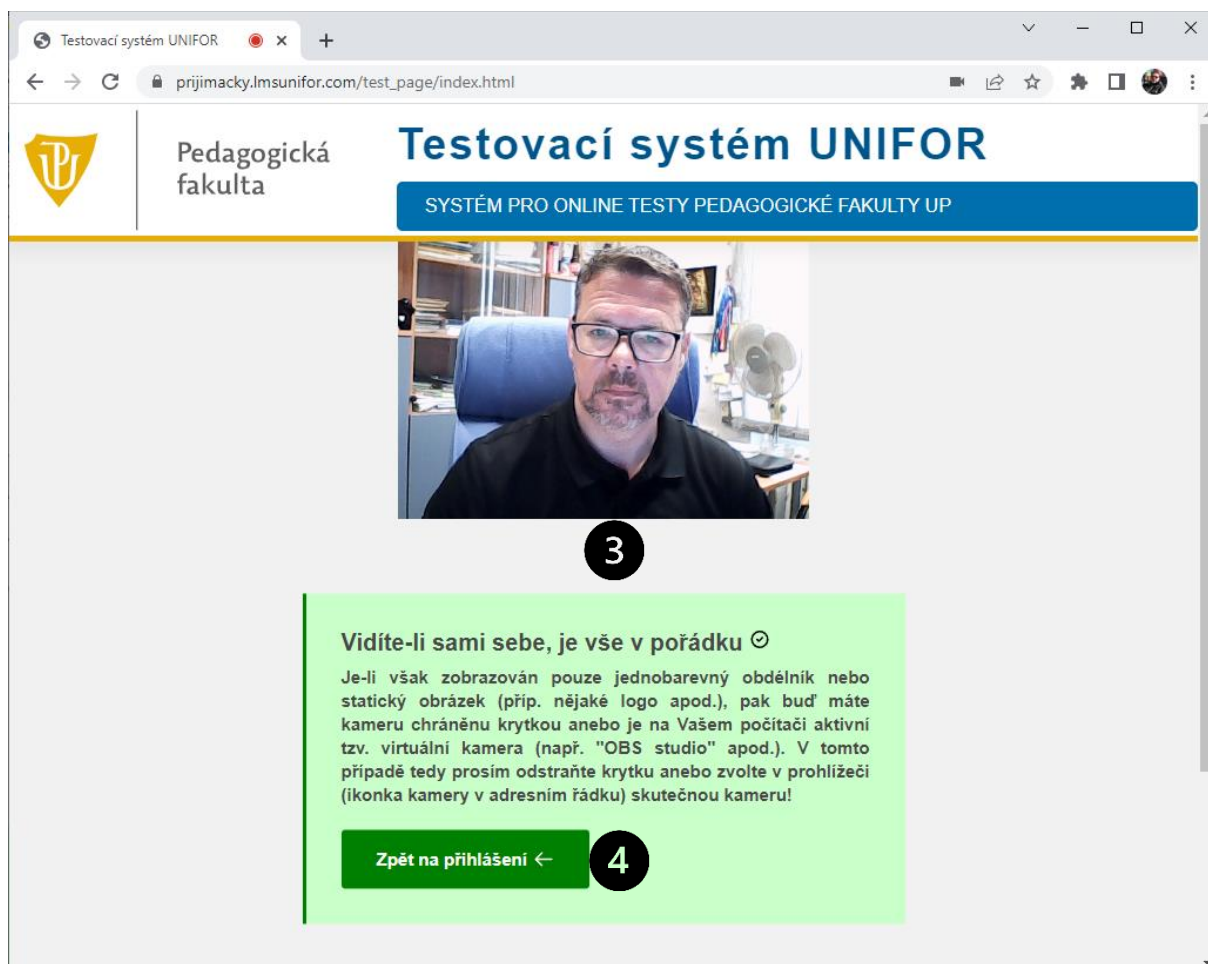 Testovací systém UNIFOR
prijimacky.lmsunifor.com/test_page/index.html
UP
Pedagogická
fakulta
Testovací systém UNIFOR
SYSTÉM PRO ONLINE TESTY PEDAGOGICKÉ FAKULTY UP
3
Vidíte-li sami sebe, je vše v pořádku
Je-li však zobrazován pouze jednobarevný obdélník nebo
statický obrázek (příp. nějaké logo apod.), pak buď máte
kameru chráněnu krytkou anebo je na Vašem počítači aktivní
tzv. virtuální kamera (např. "OBS studio" apod.). V tomto
případě tedy prosím odstraňte krytku anebo zvolte v prohlížeči
(ikonka kamery v adresním řádku) skutečnou kameru!
Zpět na přihlášení ←
4